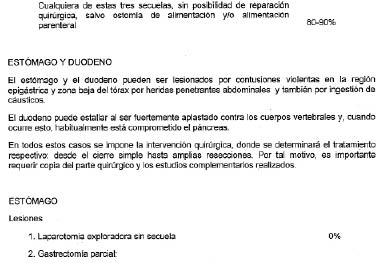 Cualquiera de estas tres secuelas, sin posibilidad de reparación
quirúrgica, salvo ostomía de alimentación y/o alimentación
parenteral 80-90%
ESTÓMAGO Y DUODENO
El estómago y el duodeno pueden ser lesionados por contusiones violentas en la región
epigástrica y zona baja del tórax por heridas penetrantes abdominales y también por ingestión de
cáusticos.
El duodeno puede estallar al ser fuertemente aplastado contra los cuerpos vertebrales y, cuando
ocurre esto, habitualmente está comprometido el páncreas.
En todos estos casos se impone la intervención quirúrgica, donde se determinará el tratamiento
respectivo: desde el cierre simple hasta amplias resecciones. Por tal motivo, es importante
requerir copia del parte quirúrgico y los estudios complementarios realizados.
ESTÓMAGO
Lesiones
1. Laparotomía exploradora sin secuela 0%
2. Gastrectomía parcial: